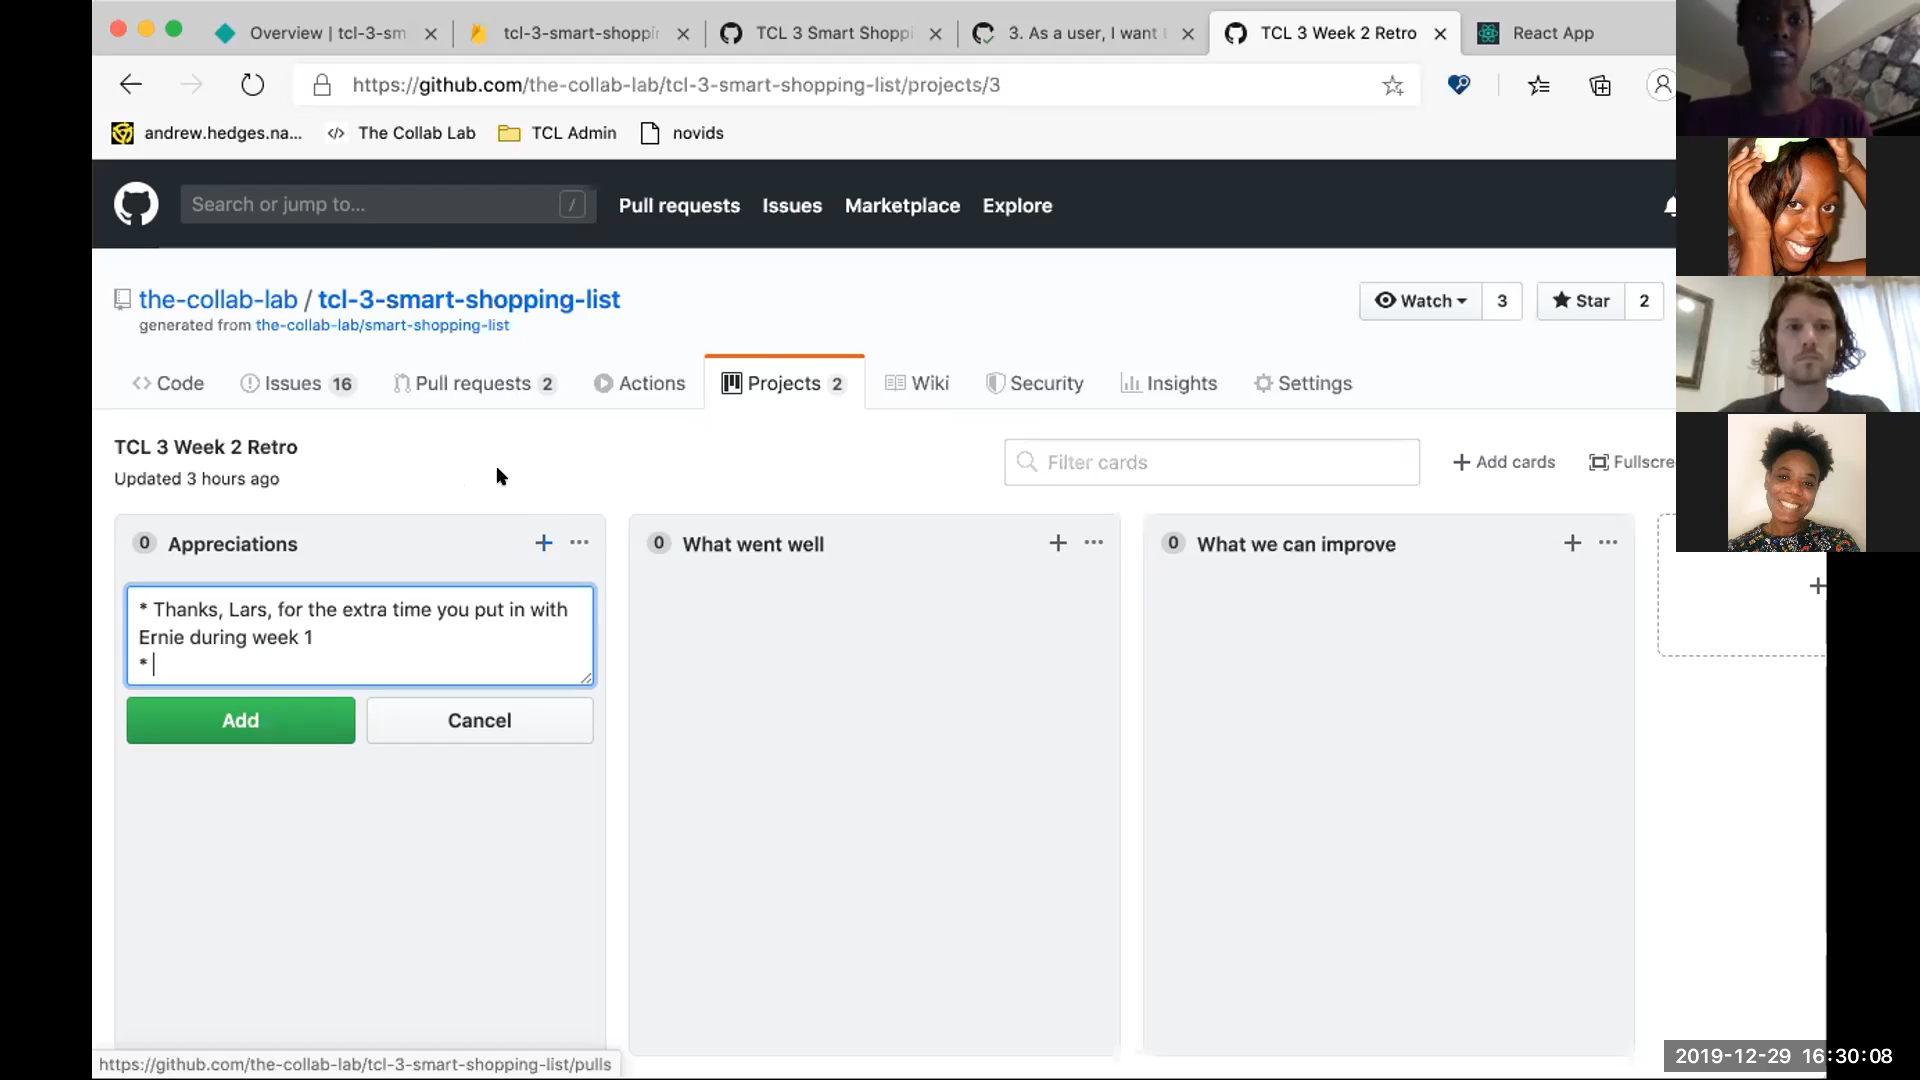 Overview | tcl-3-sm
tcl-3-smart-shoppin
TCL 3 Smart Shoppi
3. As a user, I want t
TCL 3 Week 2 Retro
React App
https://github.com/the-collab-lab/tcl-3-smart-shopping-list/projects/3
andrew.hedges.na...
The Collab Lab
TCL Admin
novids
Search or jump to...
/
Pull requests
Issues
Marketplace
Explore
the-collab-lab / tcl-3-smart-shopping-list
generated from the-collab-lab/smart-shopping-list
Watch
3
Star
2
Code
Issues 16
Pull requests 2
Actions
Projects 2
Wiki
Security
Insights
Settings
TCL 3 Week 2 Retro
Updated 3 hours ago
Filter cards
+ Add cards
Fullscre
0 Appreciations
0 What went well
0 What we can improve
* Thanks, Lars, for the extra time you put in with
Ernie during week 1
*
Add
Cancel
https://github.com/the-collab-lab/tcl-3-smart-shopping-list/pulls
2019-12-29 16:30:08